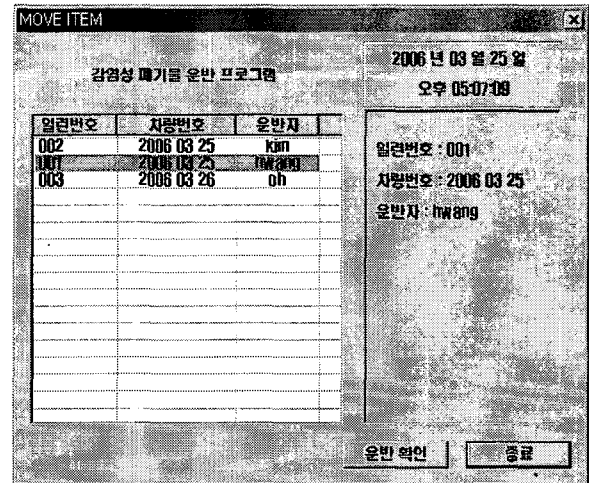 MOVE ITEM
2006 년 03 월 25 일
오후 05:07:09
감염성 폐기물 운반 프로그램
일련번호 차량번호 운반자
002 2006 03 25 kim
001 2006 03 25 hwang
003 2006 03 26 oh
일련번호 : 001
차량번호 : 2006 03 25
운반자 : hwang
운반 확인
종료